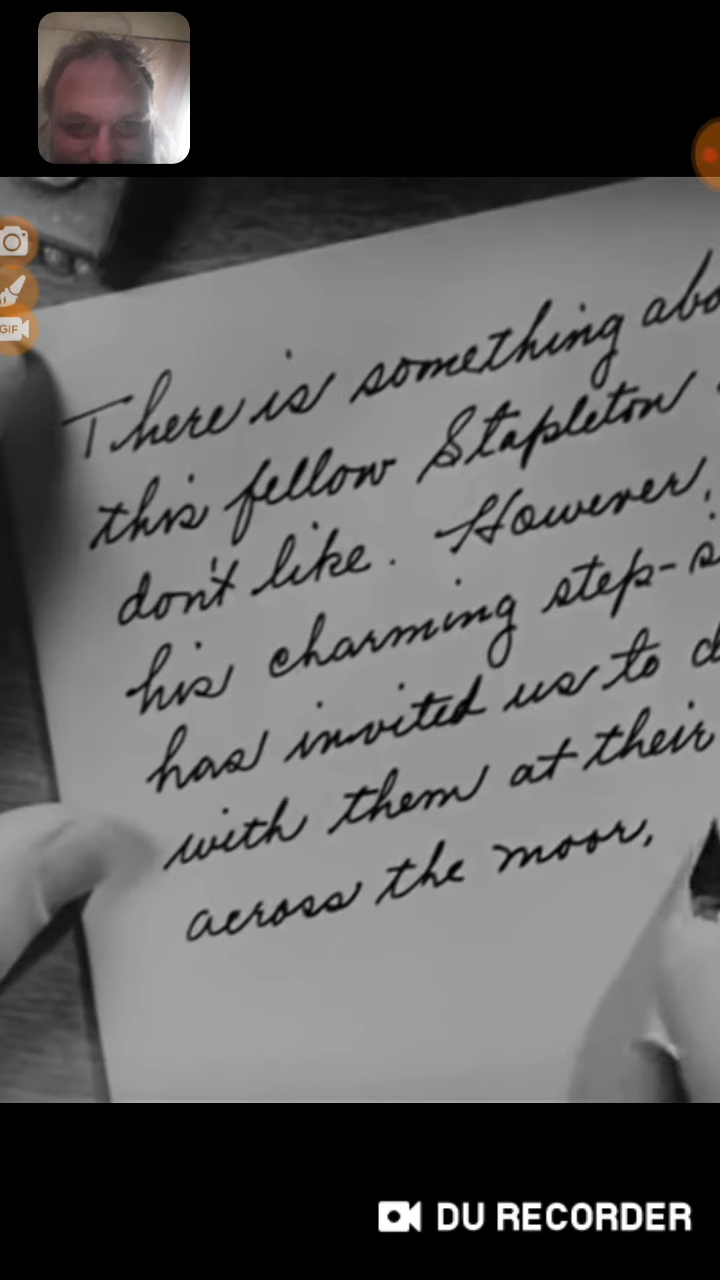 GIF
There is something abo
this fellow Stapleton
don't like. However,
his charming step-s
has invited us to d
with them at their
across the moor,
DU RECORDER